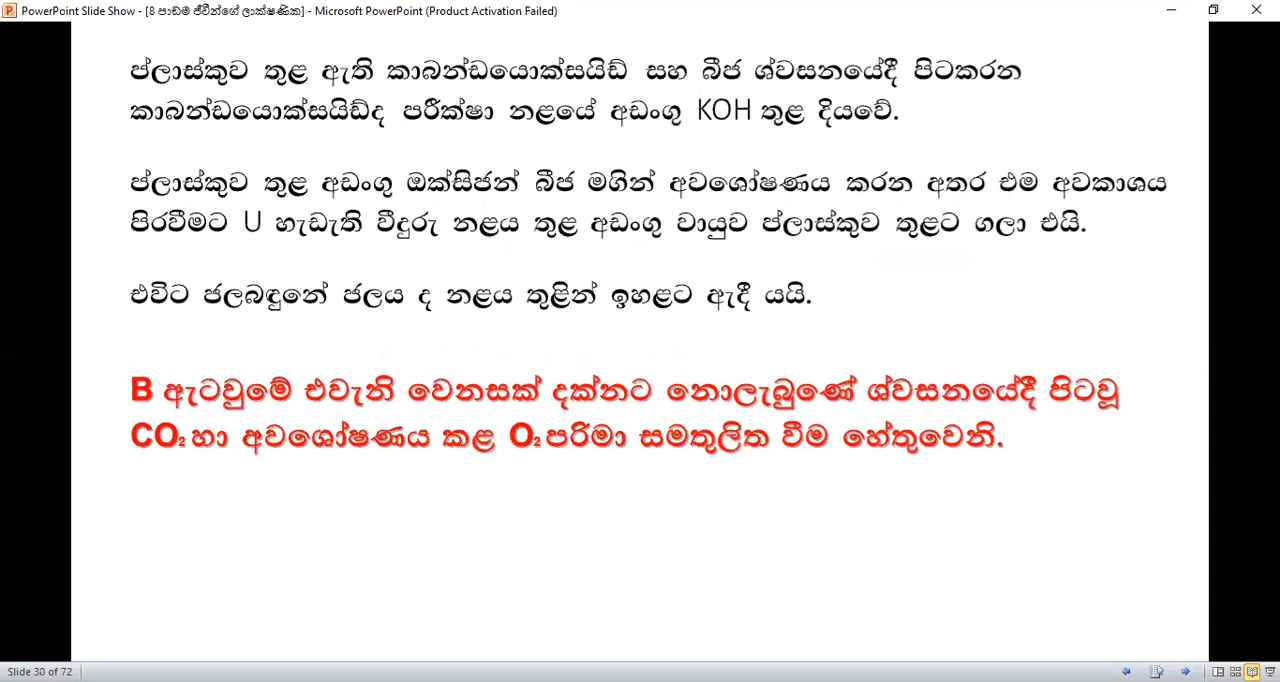 PowerPoint Slide Show - [8 පාඩම ජීවීන්ගේ ලාක්ෂණික] - Microsoft PowerPoint (Product Activation Failed)
ප්ලාස්කුව තුළ ඇති කාබන්ඩයොක්සයිඩ් සහ බීජ ශ්වසනයේදී පිටකරන
කාබන්ඩයොක්සයිඩ්ද පරීක්ෂා නළයේ අඩංගු KOH තුළ දියවේ.
ප්ලාස්කුව තුළ අඩංගු ඔක්සිජන් බීජ මගින් අවශෝෂණය කරන අතර එම අවකාශය
පිරවීමට U හැඩැති වීදුරු නළය තුළ අඩංගු වායුව ප්ලාස්කුව තුළට ගලා එයි.
එවිට ජලබඳුනේ ජලය ද නළය තුළින් ඉහළට ඇදී යයි.
B ඇටවුමේ එවැනි වෙනසක් දක්නට නොලැබුණේ ශ්වසනයේදී පිටවූ
CO₂ හා අවශෝෂණය කළ O₂ පරිමා සමතුලිත වීම හේතුවෙනි.
Slide 30 of 72